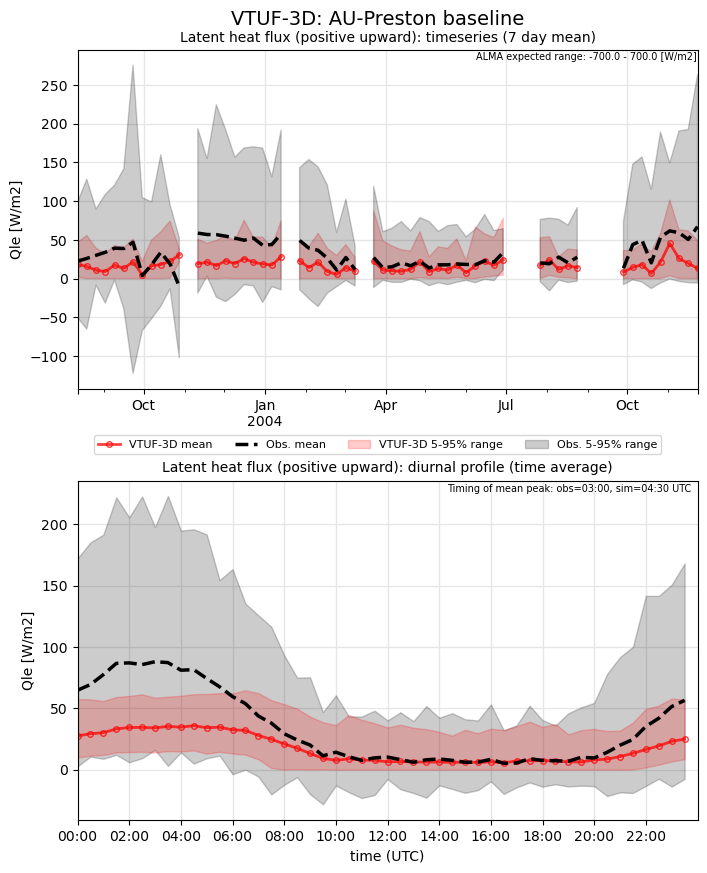 VTUF-3D: AU-Preston baseline
Latent heat flux (positive upward): timeseries (7 day mean)
ALMA expected range: -700.0 - 700.0 [W/m2]
Qle [W/m2]
250
200
150
100
50
0
−50
−100
Oct Jan Apr Jul Oct
2004
VTUF-3D mean Obs. mean VTUF-3D 5-95% range Obs. 5-95% range
Latent heat flux (positive upward): diurnal profile (time average)
Timing of mean peak: obs=03:00, sim=04:30 UTC
Qle [W/m2]
200
150
100
50
0
00:00 02:00 04:00 06:00 08:00 10:00 12:00 14:00 16:00 18:00 20:00 22:00
time (UTC)